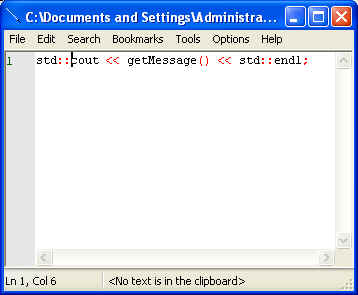 C:\Documents and Settings\Administra...
File Edit Search Bookmarks Tools Options Help
1 std::cout << getMessage() << std::endl;
Ln 1, Col 6 <No text is in the clipboard>